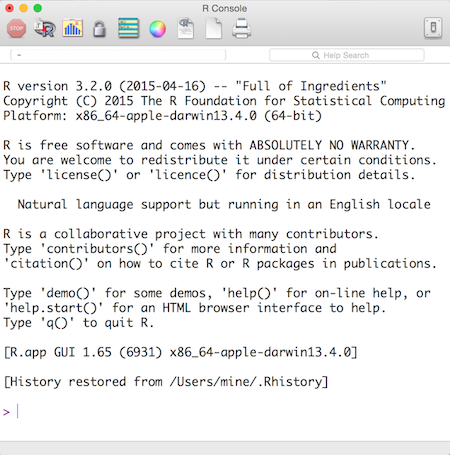 R Console
STOP
Help Search
R version 3.2.0 (2015-04-16) -- "Full of Ingredients"
Copyright (C) 2015 The R Foundation for Statistical Computing
Platform: x86_64-apple-darwin13.4.0 (64-bit)
R is free software and comes with ABSOLUTELY NO WARRANTY.
You are welcome to redistribute it under certain conditions.
Type 'license()' or 'licence()' for distribution details.
Natural language support but running in an English locale
R is a collaborative project with many contributors.
Type 'contributors()' for more information and
'citation()' on how to cite R or R packages in publications.
Type 'demo()' for some demos, 'help()' for on-line help, or
'help.start()' for an HTML browser interface to help.
Type 'q()' to quit R.
[R.app GUI 1.65 (6931) x86_64-apple-darwin13.4.0]
[History restored from /Users/mine/.Rhistory]
>